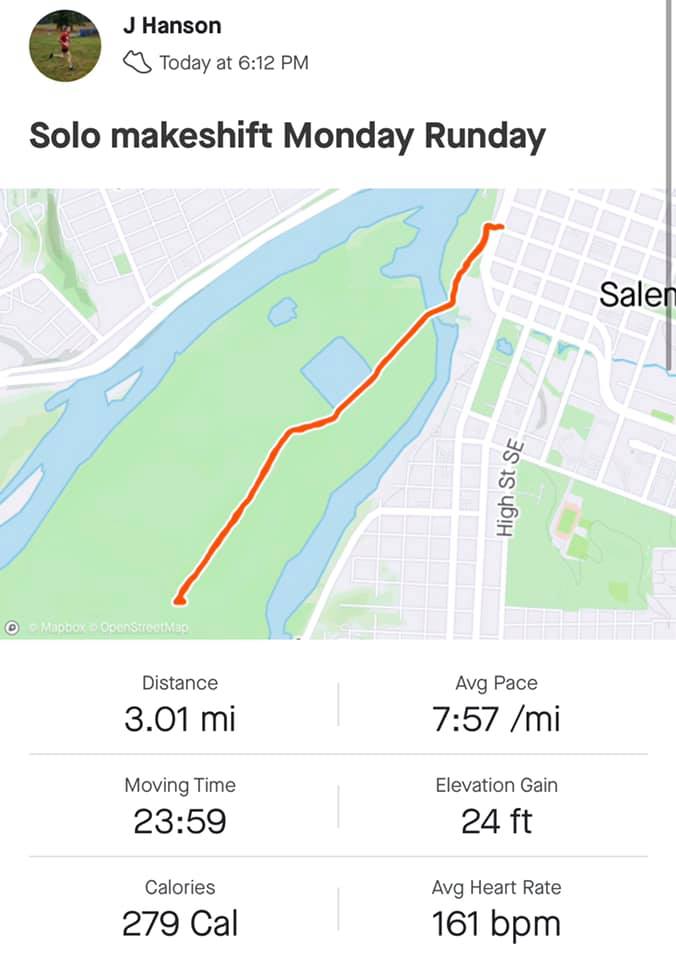 J Hanson
Today at 6:12 PM
Solo makeshift Monday Runday
Salem
High St SE
© Mapbox © OpenStreetMap
Distance
3.01 mi
Avg Pace
7:57 /mi
Moving Time
23:59
Elevation Gain
24 ft
Calories
279 Cal
Avg Heart Rate
161 bpm